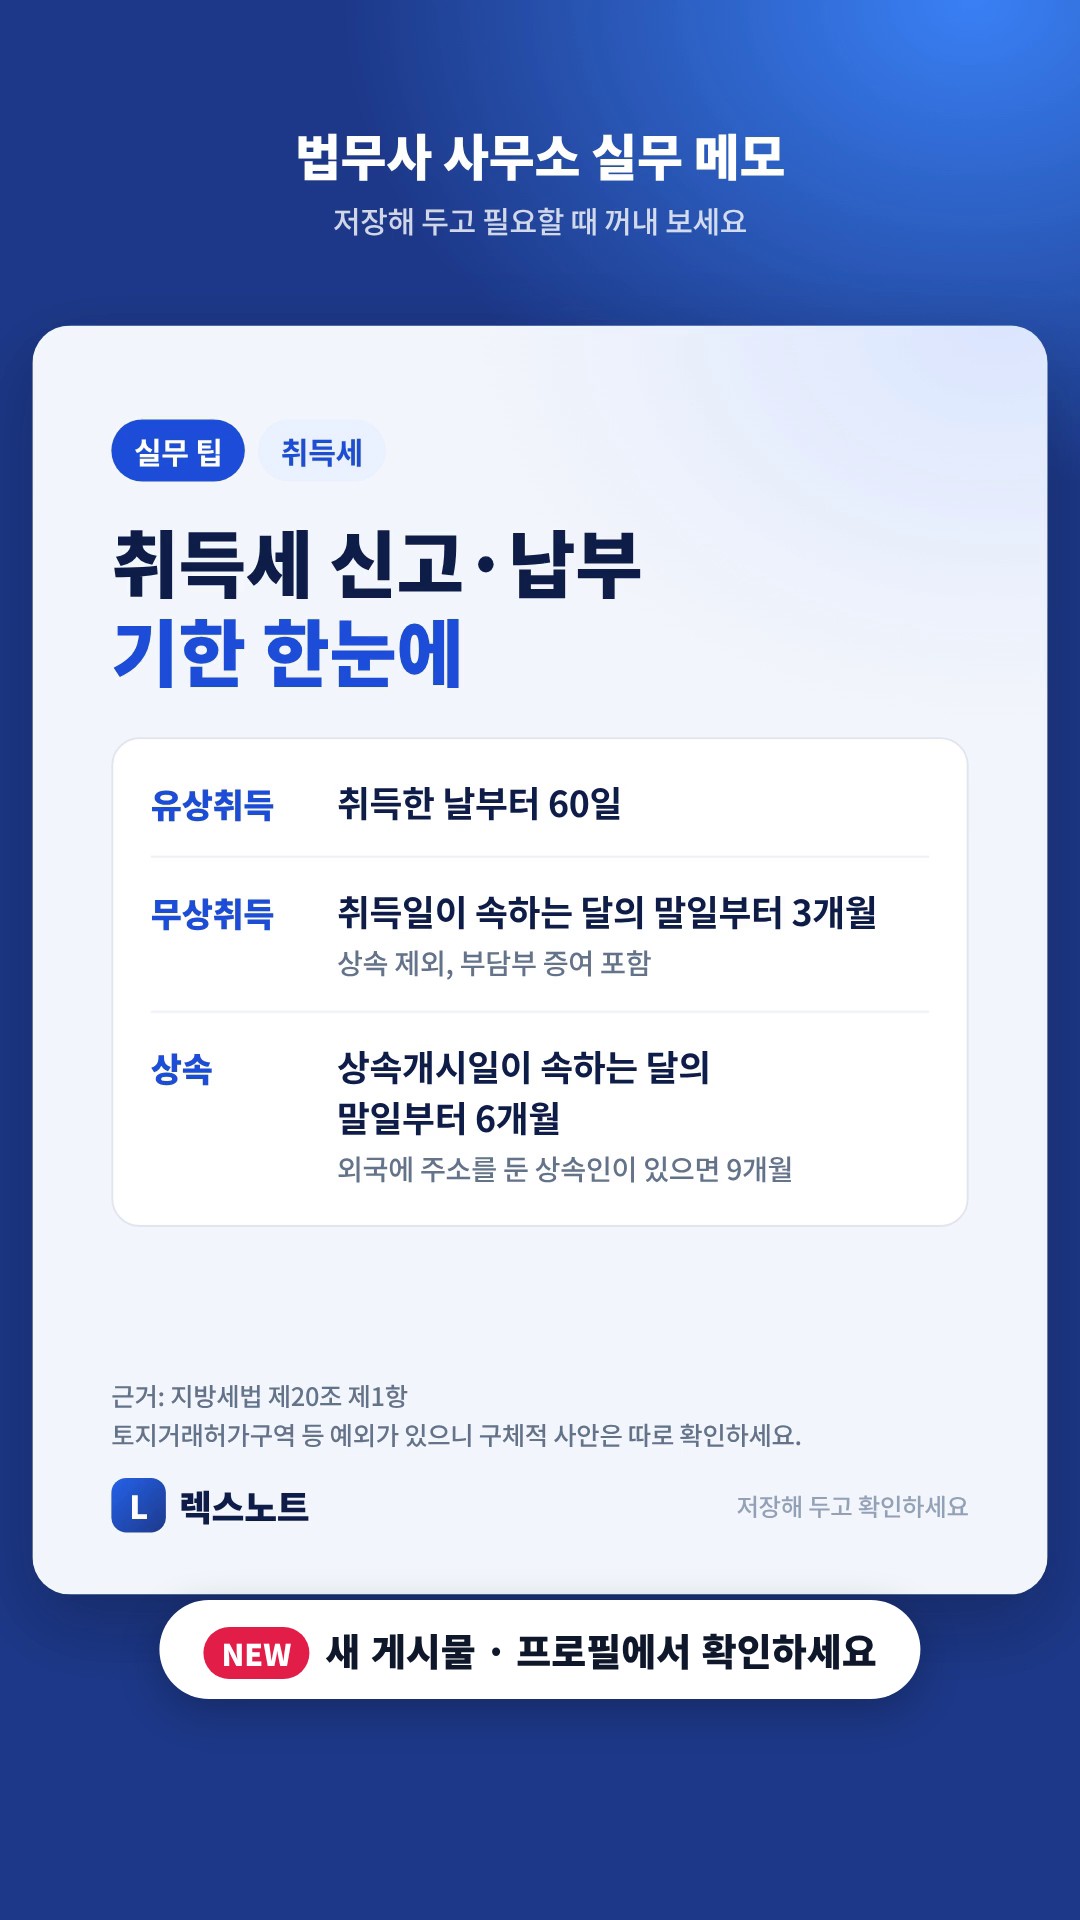 법무사 사무소 실무 메모
저장해 두고 필요할 때 꺼내 보세요
실무 팁 취득세
취득세 신고·납부
기한 한눈에
유상취득 취득한 날부터 60일
무상취득 취득일이 속하는 달의 말일부터 3개월
상속 제외, 부담부 증여 포함
상속 상속개시일이 속하는 달의
말일부터 6개월
외국에 주소를 둔 상속인이 있으면 9개월
근거: 지방세법 제20조 제1항
토지거래허가구역 등 예외가 있으니 구체적 사안은 따로 확인하세요.
L 렉스노트 저장해 두고 확인하세요
NEW 새 게시물 · 프로필에서 확인하세요